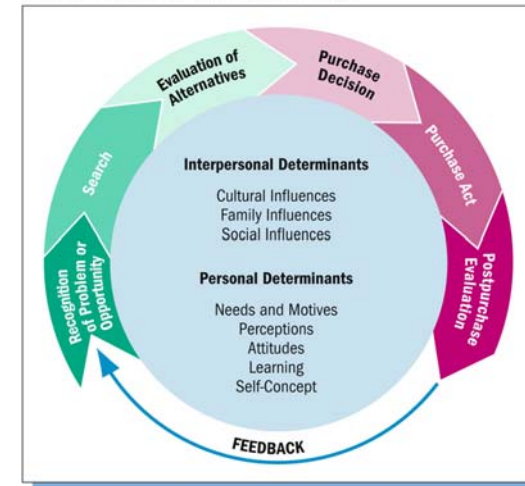 Recognition
of Problem or
Opportunity
Search
Evaluation of
Alternatives
Purchase
Decision
Purchase Act
Postpurchase
Evaluation
Interpersonal Determinants
Cultural Influences
Family Influences
Social Influences
Personal Determinants
Needs and Motives
Perceptions
Attitudes
Learning
Self-Concept
FEEDBACK